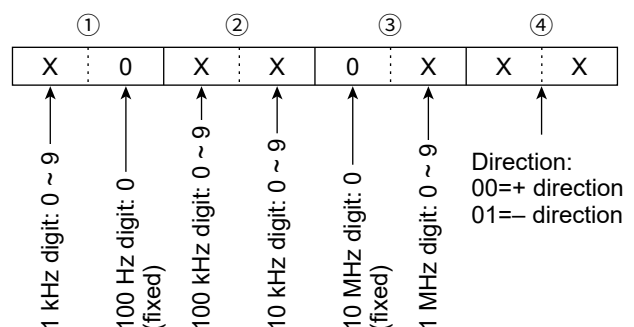 ① ② ③ ④
X 0 X X 0 X X X
1 kHz digit: 0 ~ 9
100 Hz digit: 0
(fixed)
100 kHz digit: 0 ~ 9
10 kHz digit: 0 ~ 9
10 MHz digit: 0
(fixed)
1 MHz digit: 0 ~ 9
Direction:
00=+ direction
01=– direction